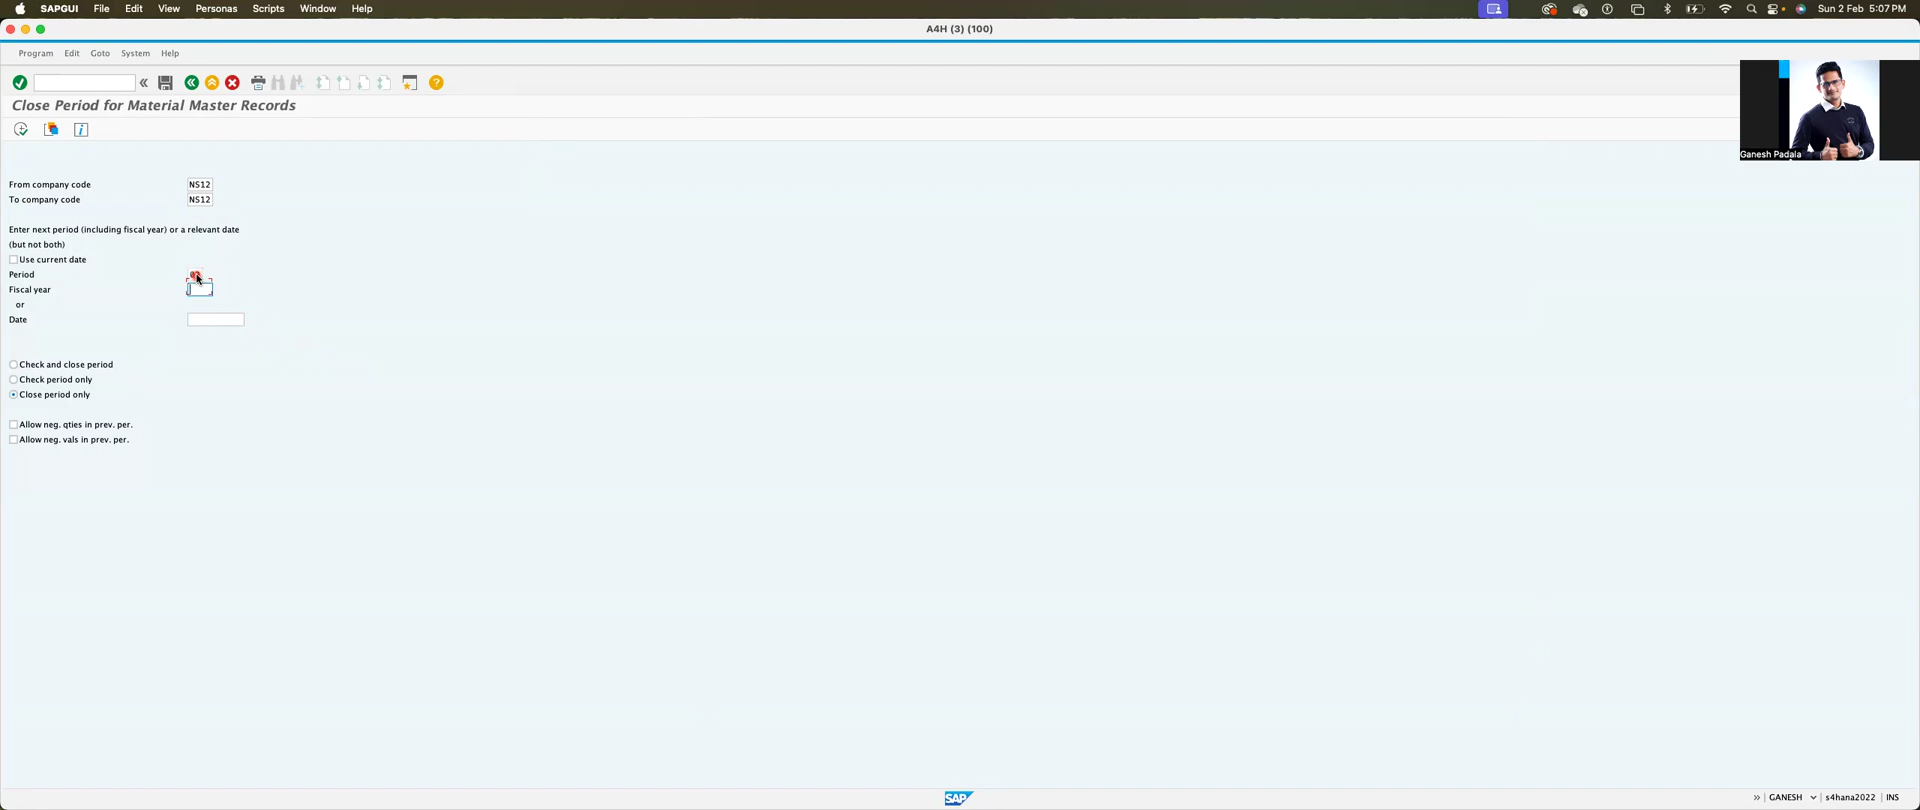 SAPGUI File Edit View Personas Scripts Window Help Sun 2 Feb 5:07 PM
A4H (3) (100)
Program Edit Goto System Help
Close Period for Material Master Records
Ganesh Padala
From company code NS12
To company code NS12
Enter next period (including fiscal year) or a relevant date
(but not both)
Use current date
Period
Fiscal year
or
Date
Check and close period
Check period only
Close period only
Allow neg. qties in prev. per.
Allow neg. vals in prev. per.
SAP
GANESH s4hana2022 INS